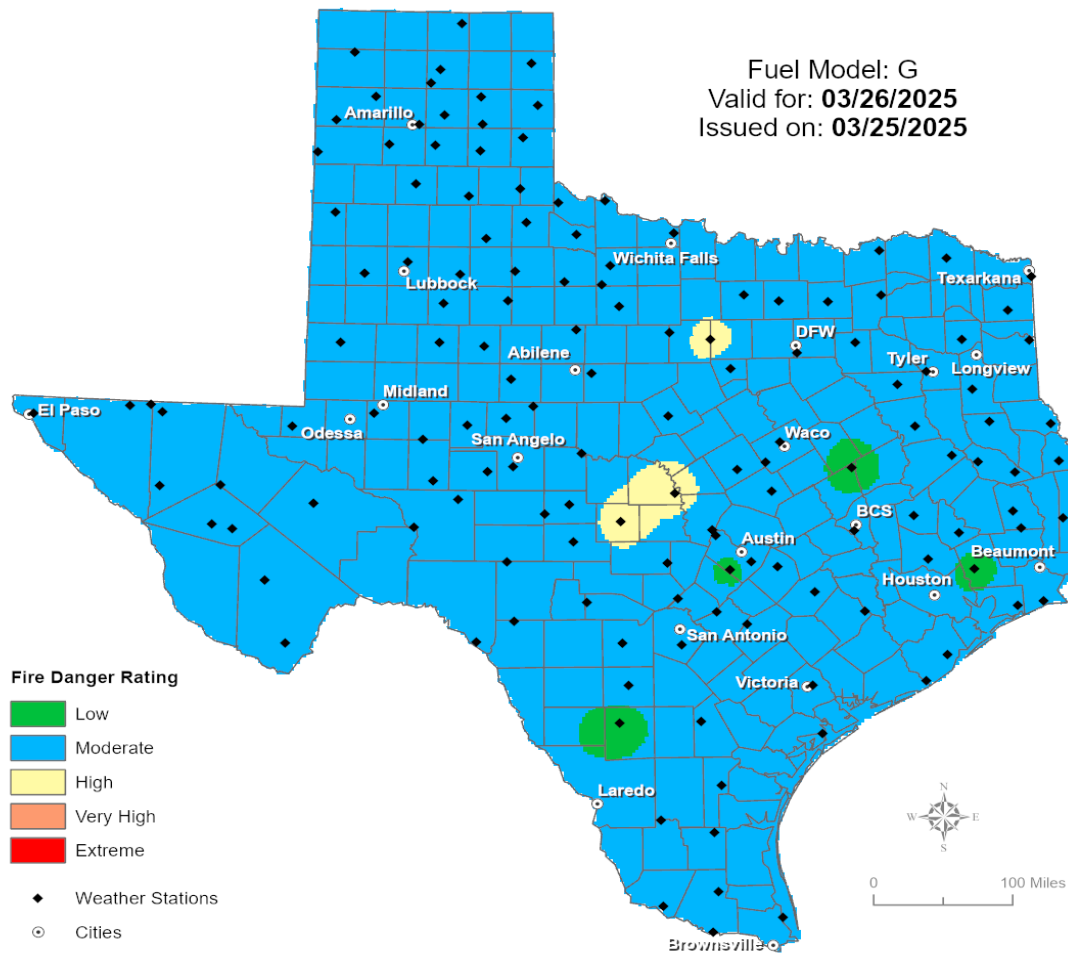 Fuel Model: G
Valid for: 03/26/2025
Issued on: 03/25/2025
Amarillo
Wichita Falls
Lubbock
Texarkana
DFW
Abilene
Tyler
Longview
Midland
El Paso
Odessa
San Angelo
Waco
BCS
Austin
Beaumont
Houston
San Antonio
Victoria
Laredo
Brownsville
Fire Danger Rating
Low
Moderate
High
Very High
Extreme
Weather Stations
Cities
N
W E
S
0 100 Miles